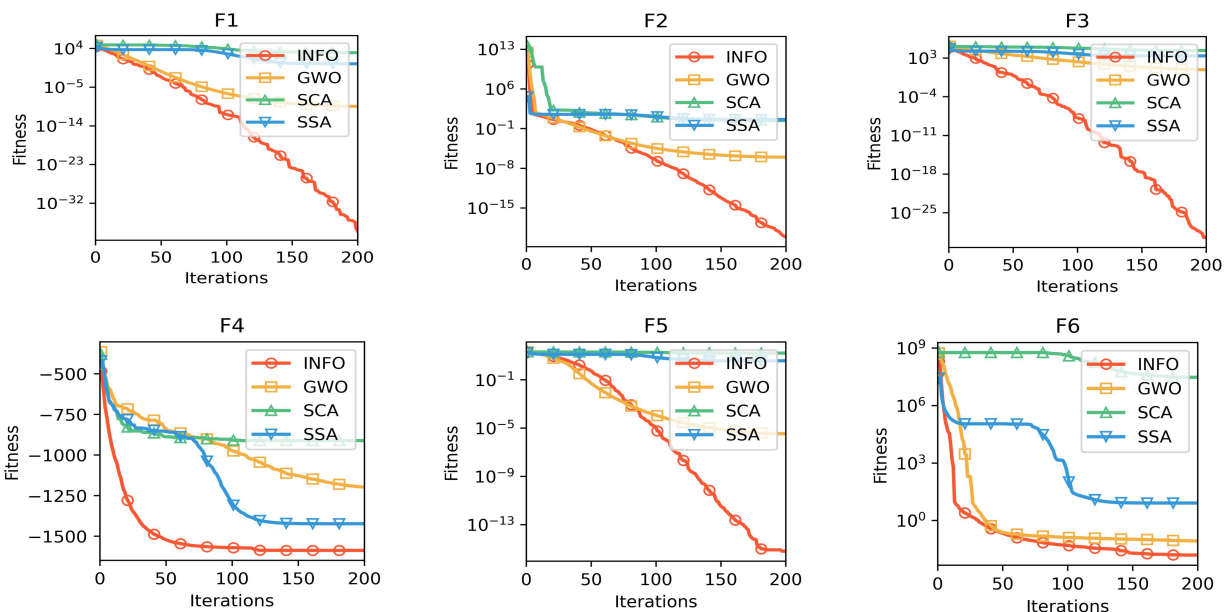 F1
10^4
10^−5
10^−14
10^−23
10^−32
Fitness
0 50 100 150 200
Iterations
INFO
GWO
SCA
SSA
F2
10^13
10^6
10^−1
10^−8
10^−15
Fitness
0 50 100 150 200
Iterations
INFO
GWO
SCA
SSA
F3
10^3
10^−4
10^−11
10^−18
10^−25
Fitness
0 50 100 150 200
Iterations
INFO
GWO
SCA
SSA
F4
−500
−750
−1000
−1250
−1500
Fitness
0 50 100 150 200
Iterations
INFO
GWO
SCA
SSA
F5
10^−1
10^−5
10^−9
10^−13
Fitness
0 50 100 150 200
Iterations
INFO
GWO
SCA
SSA
F6
10^9
10^6
10^3
10^0
Fitness
0 50 100 150 200
Iterations
INFO
GWO
SCA
SSA